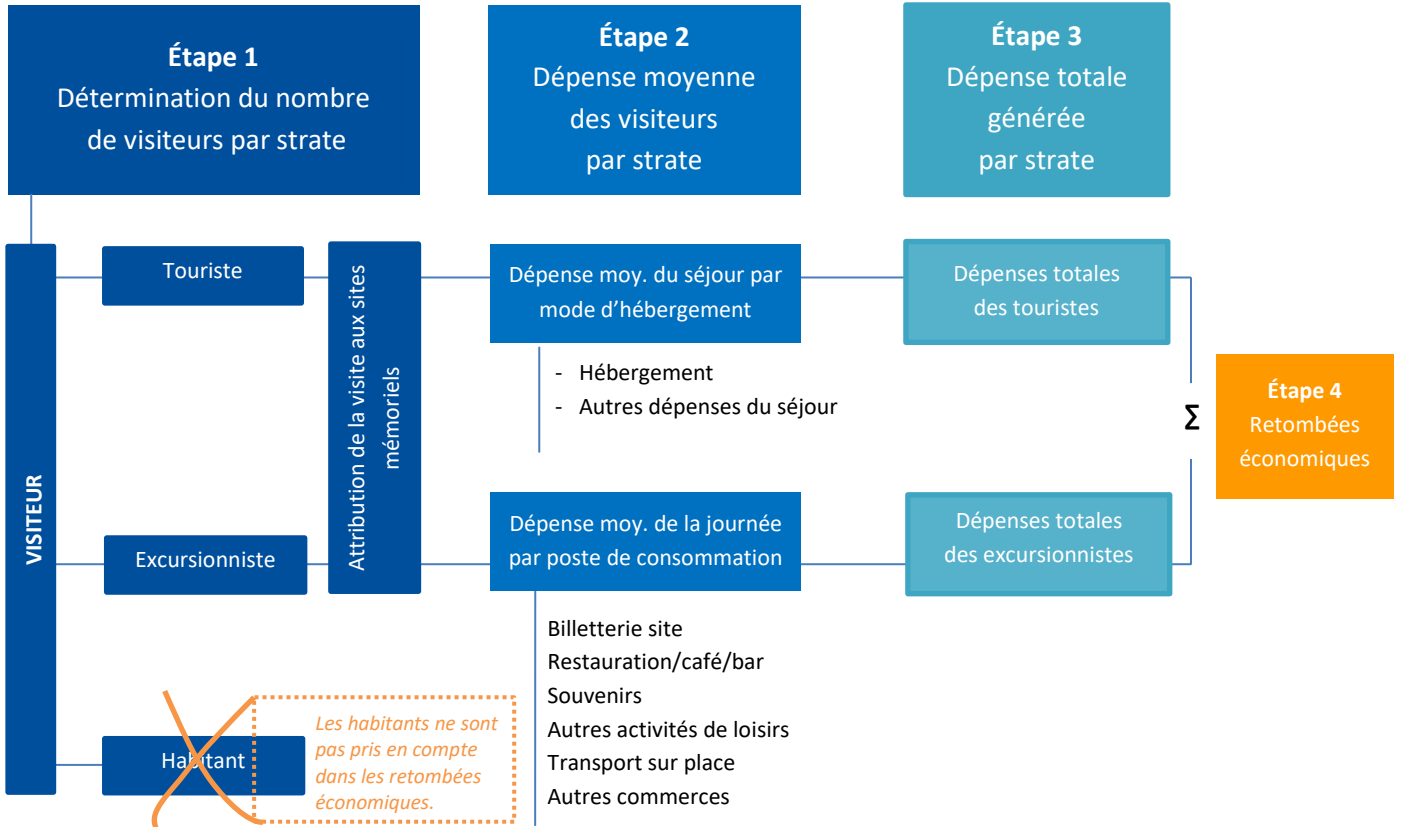 Étape 1
Détermination du nombre
de visiteurs par strate
Étape 2
Dépense moyenne
des visiteurs
par strate
Étape 3
Dépense totale
générée
par strate
VISITEUR
Touriste
Excursionniste
Habitant
Attribution de la visite aux sites
mémoriels
Les habitants ne sont
pas pris en compte
dans les retombées
économiques.
Dépense moy. du séjour par
mode d’hébergement
- Hébergement
- Autres dépenses du séjour
Dépense moy. de la journée
par poste de consommation
Billetterie site
Restauration/café/bar
Souvenirs
Autres activités de loisirs
Transport sur place
Autres commerces
Dépenses totales
des touristes
Dépenses totales
des excursionnistes
Σ
Étape 4
Retombées
économiques